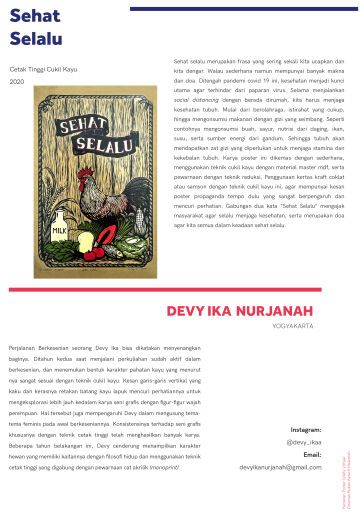 Sehat
Selalu
Cetak Tinggi Cukil Kayu
2020
SEHAT
SELALU
MILK
Sehat selalu merupakan frasa yang sering sekali kita ucapkan dan
kita dengar. Walau sederhana namun mempunyai banyak makna
dan doa. Ditengah pandemi covid 19 ini, kesehatan menjadi kunci
utama agar terhindar dari paparan virus. Selama menjalankan
social distancing dengan berada dirumah, kita harus menjaga
kesehatan tubuh. Mulai dari berolahraga, istirahat yang cukup,
hingga mengonsumsi makanan dengan gizi yang seimbang. Seperti
contohnya mengonsumsi buah, sayur, nutrisi dari daging, ikan,
susu, serta sumber energi dari gandum. Sehingga tubuh akan
mendapatkan zat gizi yang diperlukan untuk menjaga stamina dan
kekebalan tubuh. Karya poster ini dikemas dengan sederhana,
menggunakan teknik cukil kayu dengan material master mdf, serta
pewarnaan dengan teknik reduksi. Penggunaan kertas kraft coklat
atau samson dengan teknik cukil kayu ini, agar mempunyai kesan
poster propaganda tempo dulu yang sangat berpengaruh dan
mencuri perhatian. Gabungan dua kata "Sehat Selalu" mengajak
masyarakat agar selalu menjaga kesehatan, serta merupakan doa
agar kita semua dalam keadaan sehat selalu.
DEVY IKA NURJANAH
YOGYAKARTA
Perjalanan Berkesenian seorang Devy Ika bisa dikatakan menyenangkan
baginya. Ditahun kedua saat menjalani perkuliahan sudah aktif dalam
berkesenian, dan menemukan bentuk karakter pahatan kayu yang menurut
nya sangat sesuai dengan teknik cukil kayu. Kesan garis-garis vertikal yang
kaku dan kerasnya retakan batang kayu lapuk mencuri perhatiannya untuk
mengeksplorasi lebih jauh kedalam karya seni grafis dengan figur-figur wajah
perempuan. Hal tersebut juga mempengaruhi Devy dalam mengusung tema-
tema feminis pada awal berkeseniannya. Konsistensinya terhadap seni grafis
khususnya dengan teknik cetak tinggi telah menghasilkan banyak karya.
Beberapa tahun belakangan ini, Devy cenderung menampilkan karakter
hewan yang memiliki kaitannya dengan filosofi hidup dan menggunakan teknik
cetak tinggi yang digabung dengan pewarnaan cat akrilik (monoprint)
Instagram:
@devy_ikaa
Email:
devyikanurjanah@gmail.com